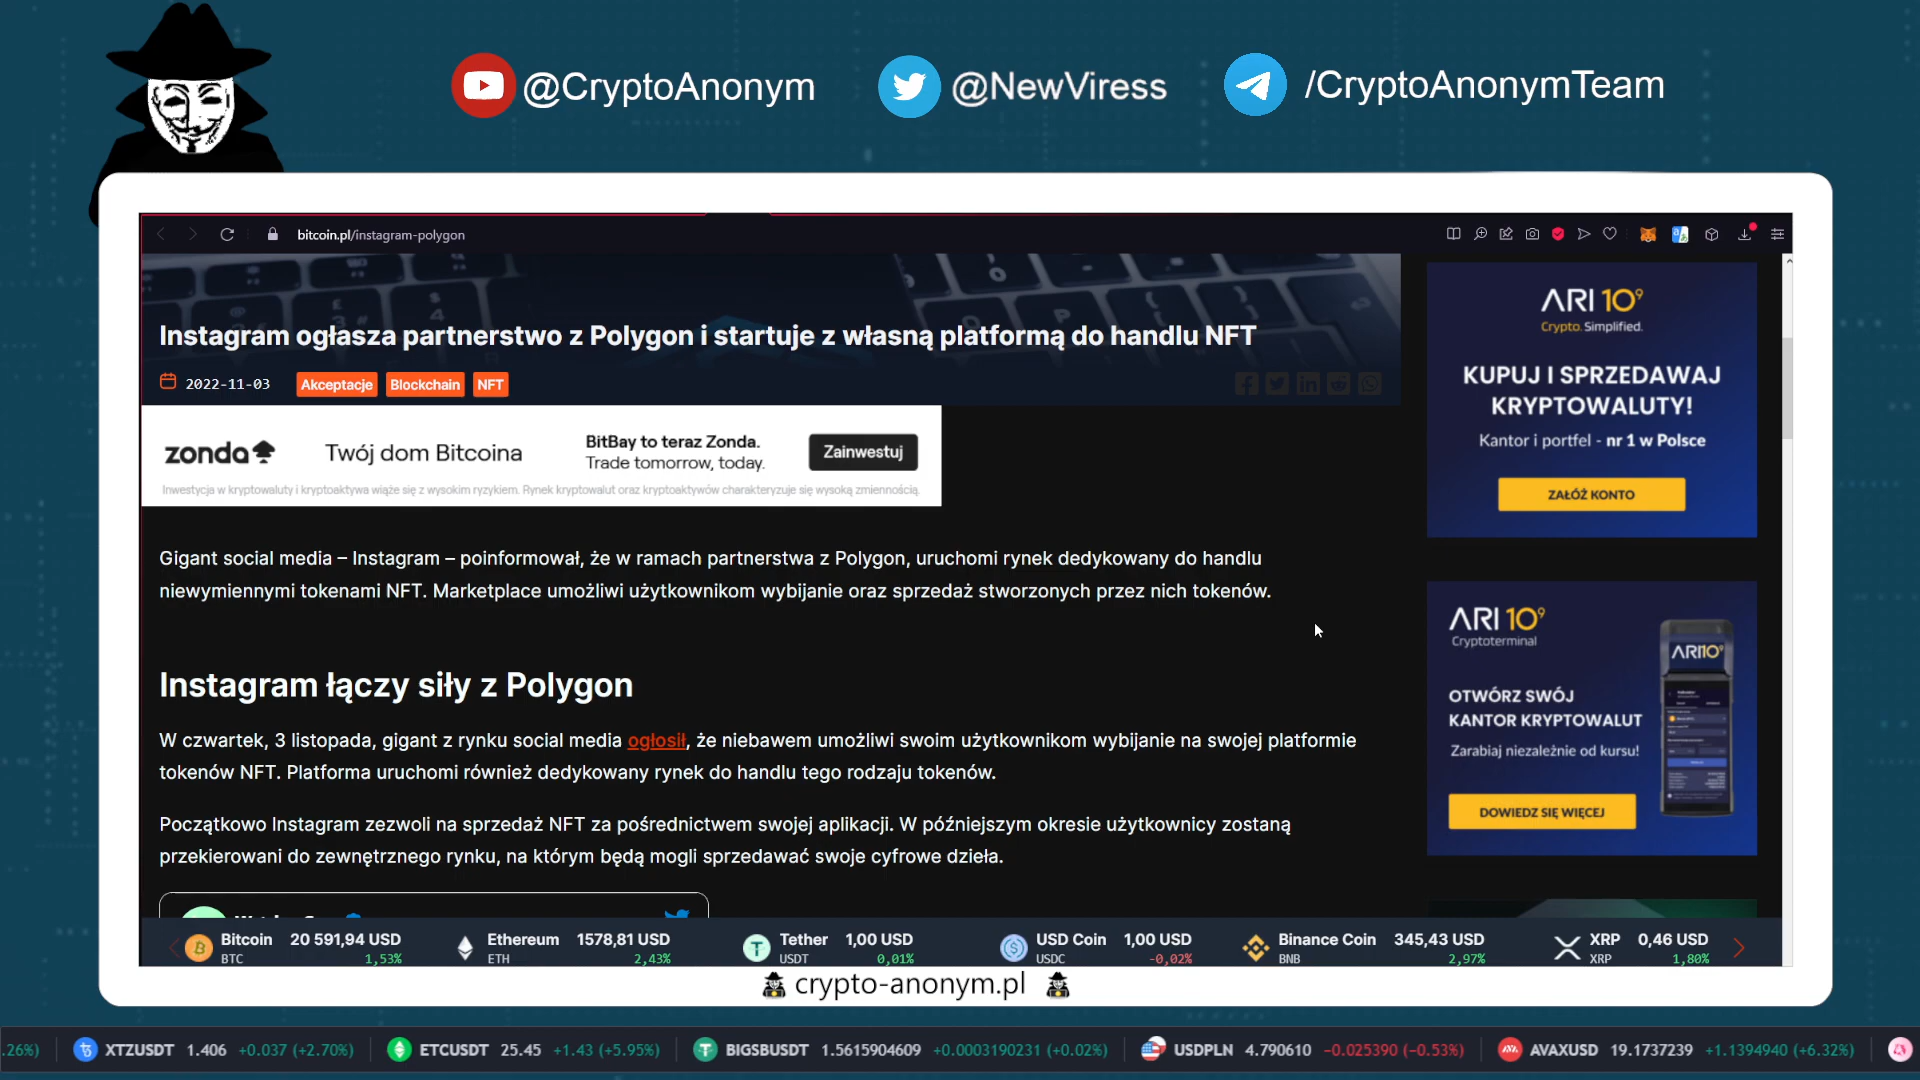 @CryptoAnonym
@NewViress
/CryptoAnonymTeam
bitcoin.pl/instagram-polygon
Instagram ogłasza partnerstwo z Polygon i startuje z własną platformą do handlu NFT
2022-11-03
Akceptacje
Blockchain
NFT
zonda
Twój dom Bitcoina
BitBay to teraz Zonda.
Trade tomorrow, today.
Zainwestuj
Inwestycja w kryptowaluty i kryptoaktywa wiąże się z wysokim ryzykiem. Rynek kryptowalut oraz kryptoaktywów charakteryzuje się wysoką zmiennością.
Gigant social media – Instagram – poinformował, że w ramach partnerstwa z Polygon, uruchomi rynek dedykowany do handlu
niewymiennymi tokenami NFT. Marketplace umożliwi użytkownikom wybijanie oraz sprzedaż stworzonych przez nich tokenów.
Instagram łączy siły z Polygon
W czwartek, 3 listopada, gigant z rynku social media ogłosił, że niebawem umożliwi swoim użytkownikom wybijanie na swojej platformie
tokenów NFT. Platforma uruchomi również dedykowany rynek do handlu tego rodzaju tokenów.
Początkowo Instagram zezwoli na sprzedaż NFT za pośrednictwem swojej aplikacji. W późniejszym okresie użytkownicy zostaną
przekierowani do zewnętrznego rynku, na którym będą mogli sprzedawać swoje cyfrowe dzieła.
ARI 10⁹
Crypto. Simplified.
KUPUJ I SPRZEDAWAJ
KRYPTOWALUTY!
Kantor i portfel - nr 1 w Polsce
ZAŁÓŻ KONTO
ARI 10⁹
Cryptoterminal
OTWÓRZ SWÓJ
KANTOR KRYPTOWALUT
Zarabiaj niezależnie od kursu!
DOWIEDZ SIĘ WIĘCEJ
ARI10⁹
Bitcoin 20 591,94 USD
BTC 1,53%
Ethereum 1578,81 USD
ETH 2,43%
Tether 1,00 USD
USDT 0,01%
USD Coin 1,00 USD
USDC -0,02%
Binance Coin 345,43 USD
BNB 2,97%
XRP 0,46 USD
XRP 1,80%
crypto-anonym.pl
.26%) XTZUSDT 1.406 +0.037 (+2.70%) ETCUSDT 25.45 +1.43 (+5.95%) BIGSBUSDT 1.5615904609 +0.0003190231 (+0.02%) USDPLN 4.790610 −0.025390 (−0.53%) AVAXUSD 19.1737239 +1.1394940 (+6.32%)